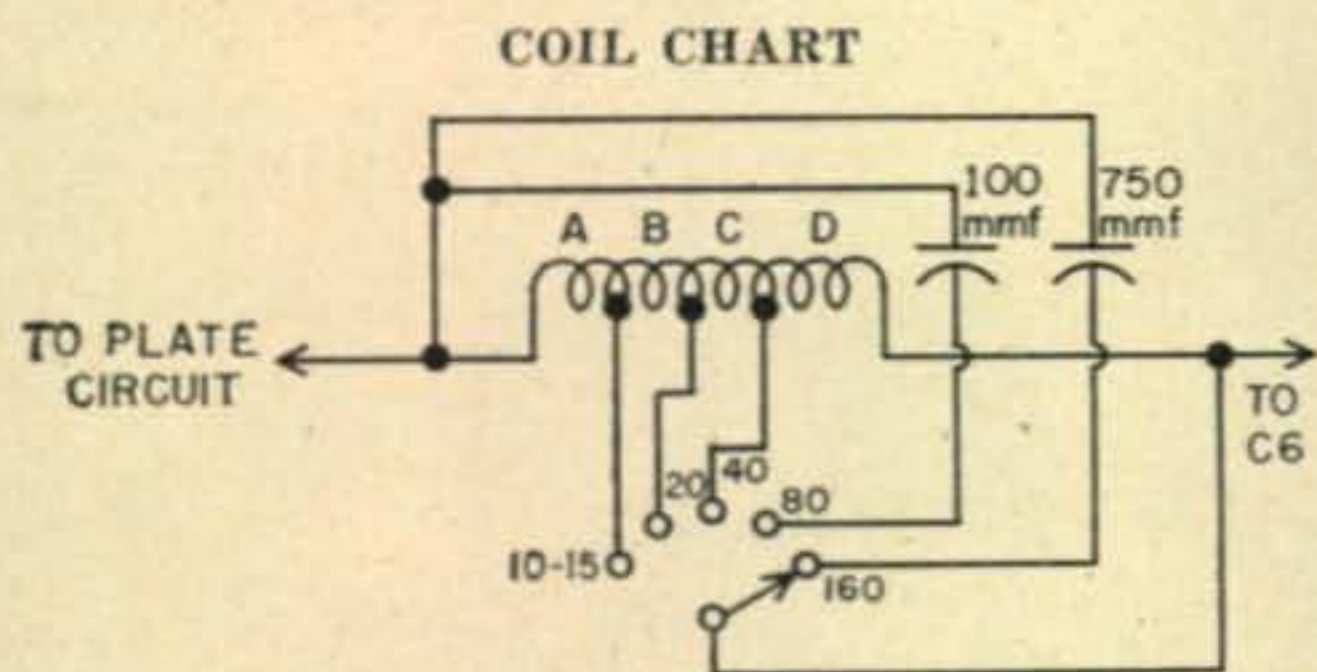 COIL CHART
100 mmf
750 mmf
A B C D
TO PLATE
CIRCUIT
TO
C6
20
40
80
10-15
160